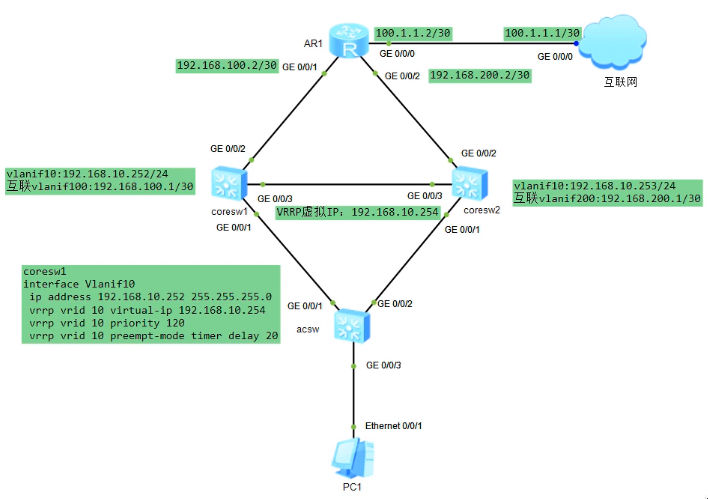 100.1.1.2/30
100.1.1.1/30
AR1
R
GE 0/0/0
GE 0/0/0
互联网
192.168.100.2/30
GE 0/0/1
GE 0/0/2
192.168.200.2/30
GE 0/0/2
GE 0/0/2
vlanif10:192.168.10.252/24
互联vlanif100:192.168.100.1/30
vlanif10:192.168.10.253/24
互联vlanif200:192.168.200.1/30
GE 0/0/3
GE 0/0/3
coresw1
VRRP虚拟IP: 192.168.10.254
coresw2
GE 0/0/1
GE 0/0/1
coresw1
interface Vlanif10
ip address 192.168.10.252 255.255.255.0
vrrp vrid 10 virtual-ip 192.168.10.254
vrrp vrid 10 priority 120
vrrp vrid 10 preempt-mode timer delay 20
GE 0/0/1
GE 0/0/2
acsw
GE 0/0/3
Ethernet 0/0/1
PC1